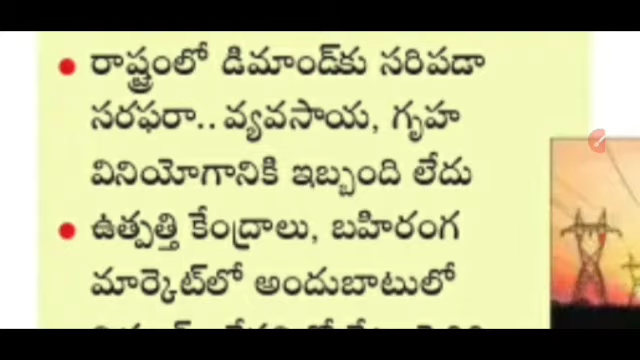 రాష్ట్రంలో డిమాండ్‌కు సరిపడా
సరఫరా.. వ్యవసాయ, గృహ
వినియోగానికి ఇబ్బంది లేదు
ఉత్పత్తి కేంద్రాలు, బహిరంగ
మార్కెట్‌లో అందుబాటులో